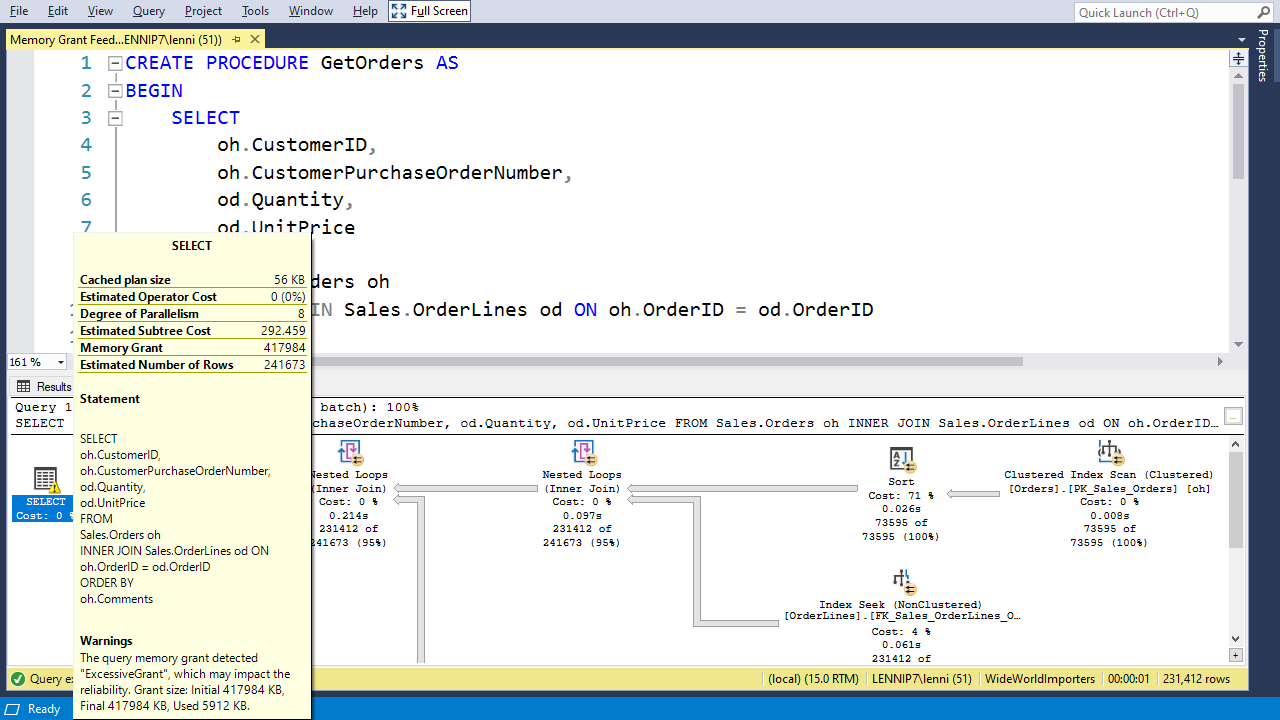 File Edit View Query Project Tools Window Help Full Screen
Quick Launch (Ctrl+Q)
Memory Grant Feed...ENNIP7\lenni (51))
Properties
1 CREATE PROCEDURE GetOrders AS
2 BEGIN
3 SELECT
4 oh.CustomerID,
5 oh.CustomerPurchaseOrderNumber,
6 od.Quantity,
7 od.UnitPrice
ders oh
IN Sales.OrderLines od ON oh.OrderID = od.OrderID
161 %
Results
Query 1
batch): 100%
SELECT
chaseOrderNumber, od.Quantity, od.UnitPrice FROM Sales.Orders oh INNER JOIN Sales.OrderLines od ON oh.OrderID...
SELECT
Cost: 0 %
SELECT
Cached plan size 56 KB
Estimated Operator Cost 0 (0%)
Degree of Parallelism 8
Estimated Subtree Cost 292.459
Memory Grant 417984
Estimated Number of Rows 241673
Statement
SELECT
oh.CustomerID,
oh.CustomerPurchaseOrderNumber,
od.Quantity,
od.UnitPrice
FROM
Sales.Orders oh
INNER JOIN Sales.OrderLines od ON
oh.OrderID = od.OrderID
ORDER BY
oh.Comments
Warnings
The query memory grant detected
"ExcessiveGrant", which may impact the
reliability. Grant size: Initial 417984 KB,
Final 417984 KB, Used 5912 KB.
Nested Loops
(Inner Join)
Cost: 0 %
0.214s
231412 of
241673 (95%)
Nested Loops
(Inner Join)
Cost: 0 %
0.097s
231412 of
241673 (95%)
Sort
Cost: 71 %
0.026s
73595 of
73595 (100%)
Clustered Index Scan (Clustered)
[Orders].[PK_Sales_Orders] [oh]
Cost: 0 %
0.008s
73595 of
73595 (100%)
Index Seek (NonClustered)
[OrderLines].[FK_Sales_OrderLines_O...
Cost: 4 %
0.061s
231412 of
Query ex
(local) (15.0 RTM) LENNIP7\lenni (51) WideWorldImporters 00:00:01 231,412 rows
Ready